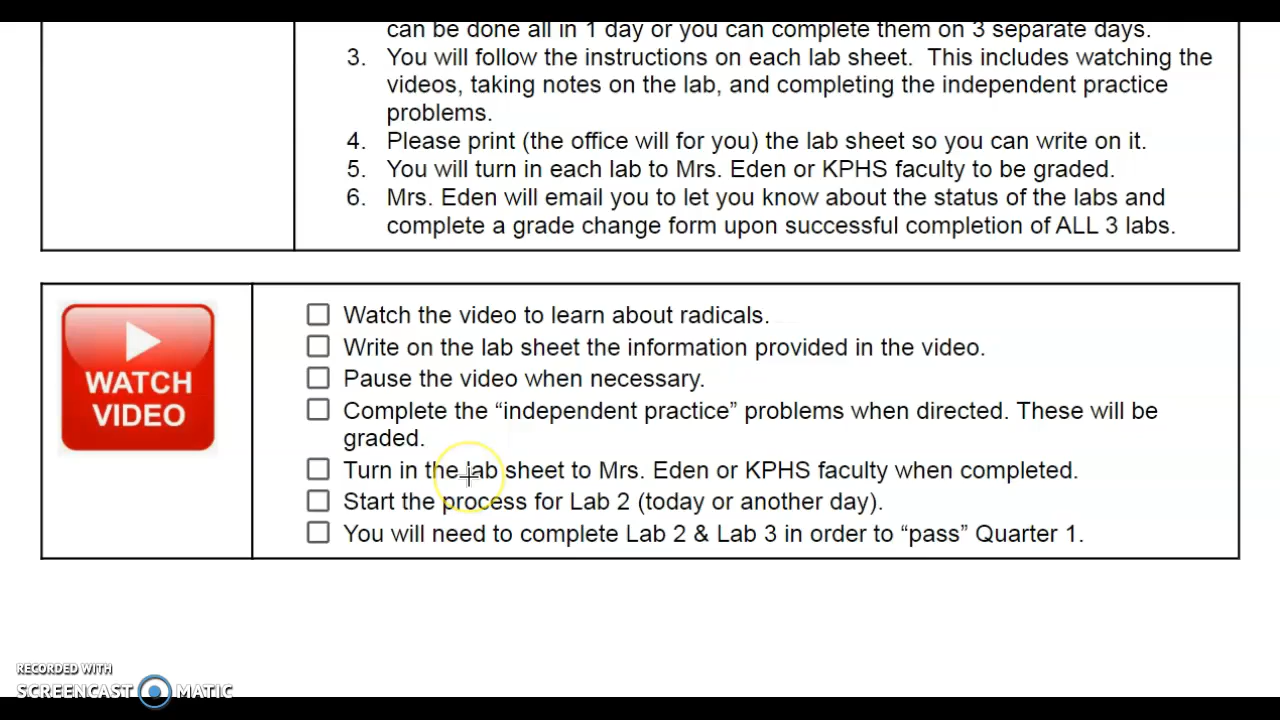 can be done all in 1 day or you can complete them on 3 separate days.
3. You will follow the instructions on each lab sheet. This includes watching the
videos, taking notes on the lab, and completing the independent practice
problems.
4. Please print (the office will for you) the lab sheet so you can write on it.
5. You will turn in each lab to Mrs. Eden or KPHS faculty to be graded.
6. Mrs. Eden will email you to let you know about the status of the labs and
complete a grade change form upon successful completion of ALL 3 labs.
WATCH
VIDEO
Watch the video to learn about radicals.
Write on the lab sheet the information provided in the video.
Pause the video when necessary.
Complete the “independent practice” problems when directed. These will be
graded.
Turn in the lab sheet to Mrs. Eden or KPHS faculty when completed.
Start the process for Lab 2 (today or another day).
You will need to complete Lab 2 & Lab 3 in order to “pass” Quarter 1.
RECORDED WITH
SCREENCAST MATIC